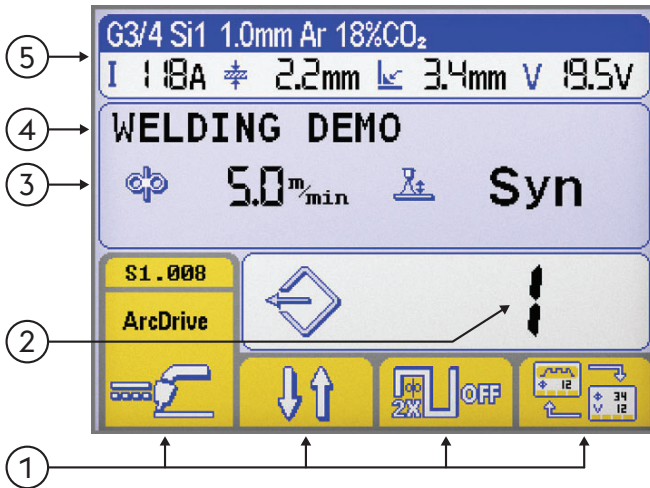 G3/4 Si1 1.0mm Ar 18%CO₂
5
I 118A 2.2mm 3.4mm V 19.5V
4
WELDING DEMO
3
5.0 m/min Syn
S1.008
ArcDrive
1
2
2X OFF
12
34
V 12
1